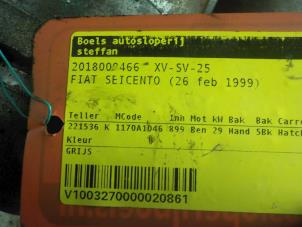 Boels autosloperij
steffan
2018000466 XV-SV-25
FIAT SEICENTO (26 feb 1999)
Teller MCode Inh Mot kW Bak Bak Carro
221536 K 1170A1046 899 Ben 29 Hand 5Bk Hatch
Kleur
GRIJS
V1003270000020861